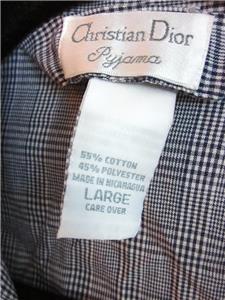 Christian Dior
Pyjama
55% COTTON
45% POLYESTER
MADE IN NICARAGUA
LARGE
CARE OVER